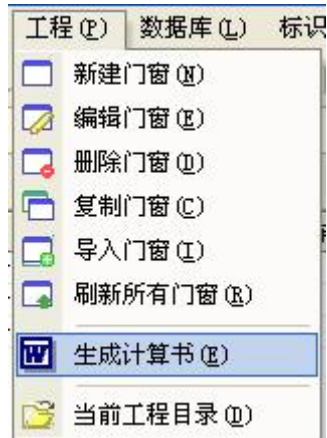 工程(P) 数据库(L) 标识
新建门窗(N)
编辑门窗(E)
删除门窗(D)
复制门窗(C)
导入门窗(I)
刷新所有门窗(R)
生成计算书(E)
当前工程目录(D)